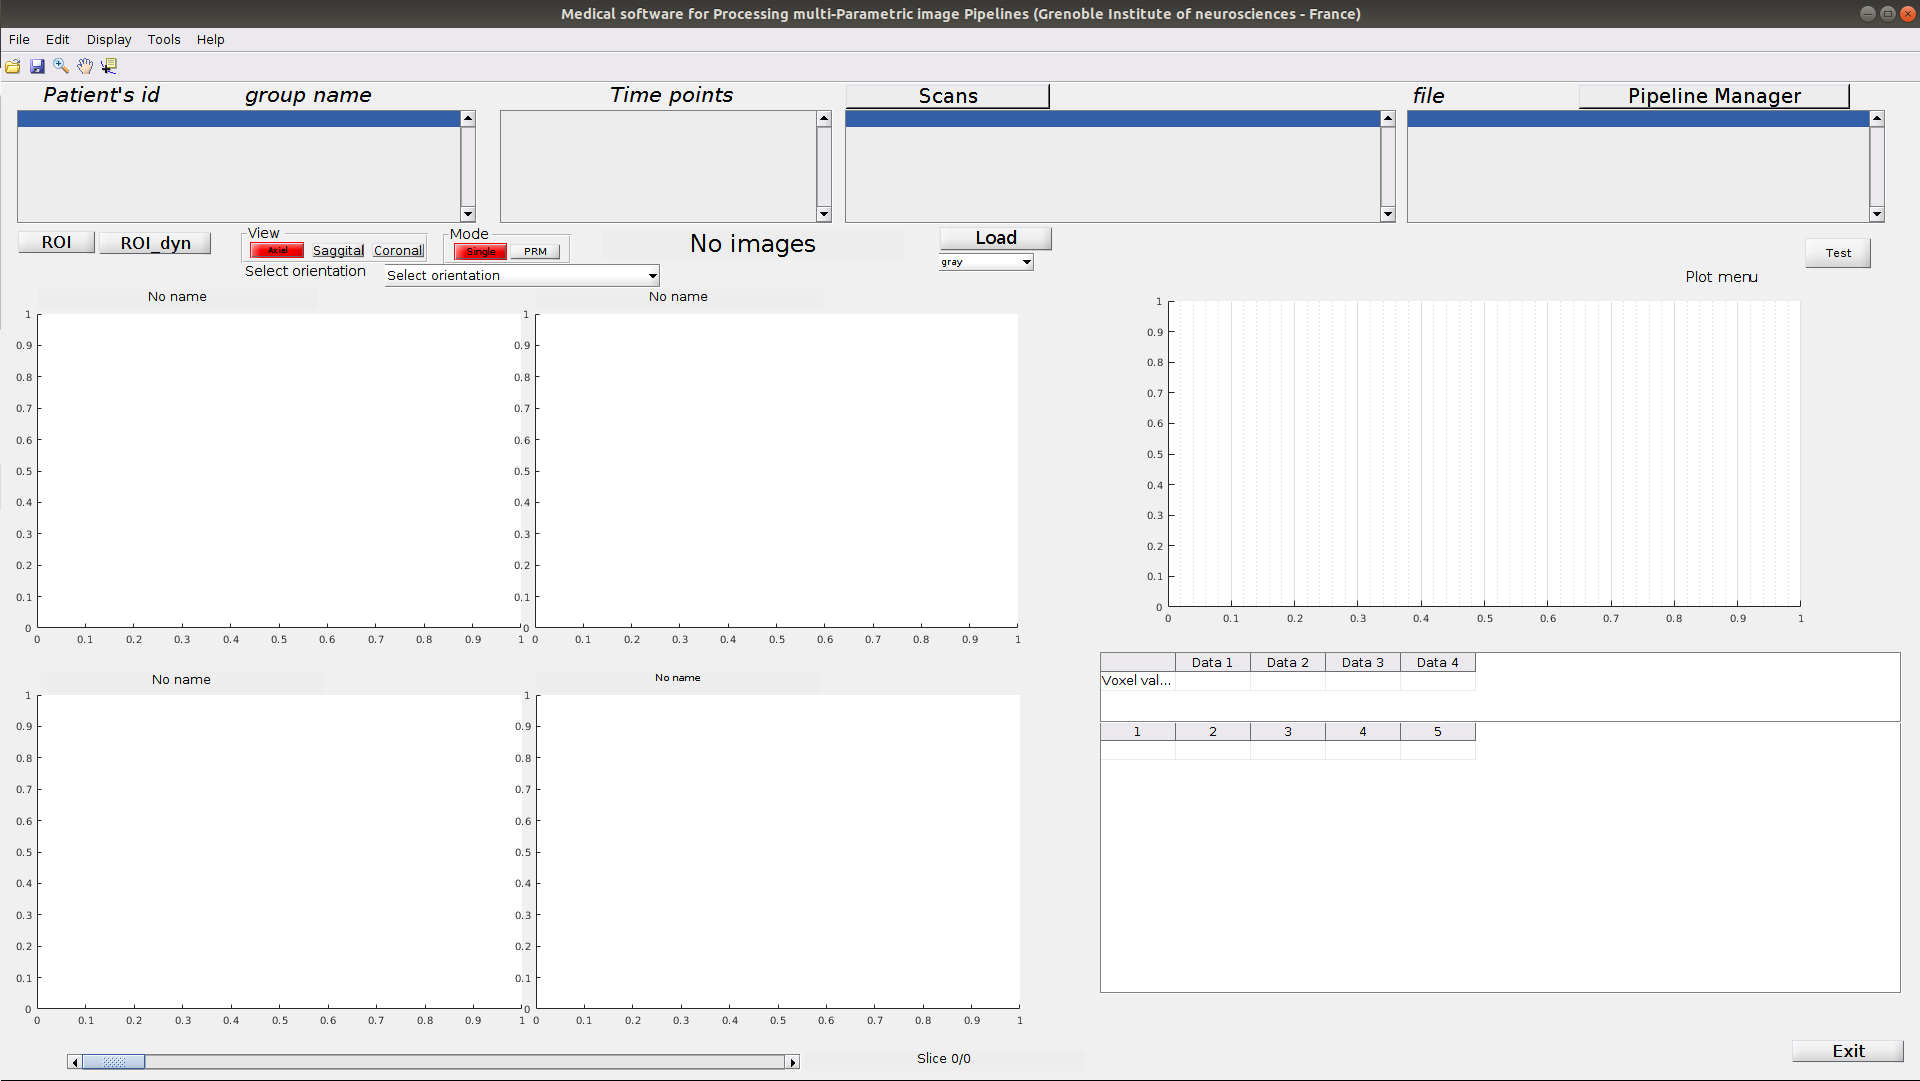 Medical software for Processing multi-Parametric image Pipelines (Grenoble Institute of neurosciences - France)
File Edit Display Tools Help
Patient's id group name Time points Scans file Pipeline Manager
ROI ROI_dyn View Axial Saggital Coronal Mode Single PRM No images Load
gray
Test
Select orientation Select orientation
Plot menu
No name No name
1
0.9
0.8
0.7
0.6
0.5
0.4
0.3
0.2
0.1
0
0 0.1 0.2 0.3 0.4 0.5 0.6 0.7 0.8 0.9 1
1
0.9
0.8
0.7
0.6
0.5
0.4
0.3
0.2
0.1
0
0 0.1 0.2 0.3 0.4 0.5 0.6 0.7 0.8 0.9 1
1
0.9
0.8
0.7
0.6
0.5
0.4
0.3
0.2
0.1
0
0 0.1 0.2 0.3 0.4 0.5 0.6 0.7 0.8 0.9 1
No name No name
1
0.9
0.8
0.7
0.6
0.5
0.4
0.3
0.2
0.1
0
0 0.1 0.2 0.3 0.4 0.5 0.6 0.7 0.8 0.9 1
0.9
0.8
0.7
0.6
0.5
0.4
0.3
0.2
0.1
0
0 0.1 0.2 0.3 0.4 0.5 0.6 0.7 0.8 0.9 1
Data 1 Data 2 Data 3 Data 4
Voxel val...
1 2 3 4 5
Slice 0/0
Exit